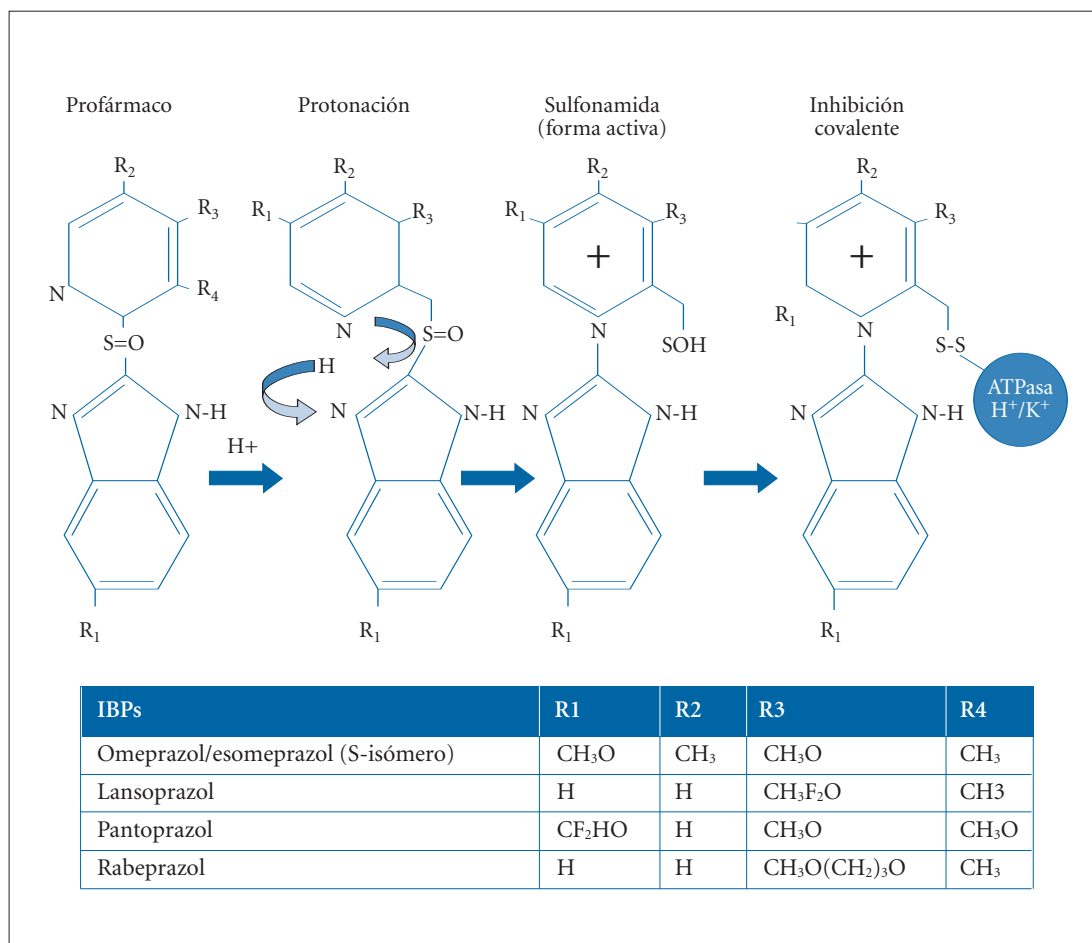 Profármaco
Protonación
Sulfonamida
(forma activa)
Inhibición
covalente
R₂
R₃
R₄
N
S=O
N
N-H
R₁
H+
R₂
R₁
R₃
N
S=O
H
N
N-H
R₁
R₂
R₁
R₃
+
N
SOH
N
N-H
R₁
R₂
R₃
+
R₁
N
S-S
ATPasa
H⁺/K⁺
N
N-H
R₁
IBPs R1 R2 R3 R4
Omeprazol/esomeprazol (S-isómero) CH₃O CH₃ CH₃O CH₃
Lansoprazol H H CH₃F₂O CH3
Pantoprazol CF₂HO H CH₃O CH₃O
Rabeprazol H H CH₃O(CH₂)₃O CH₃